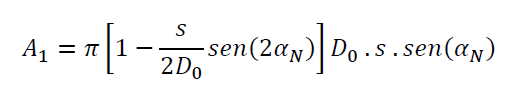 A₁ = π [1 − s/(2D₀) sen(2α_N)] D₀ . s . sen(α_N)